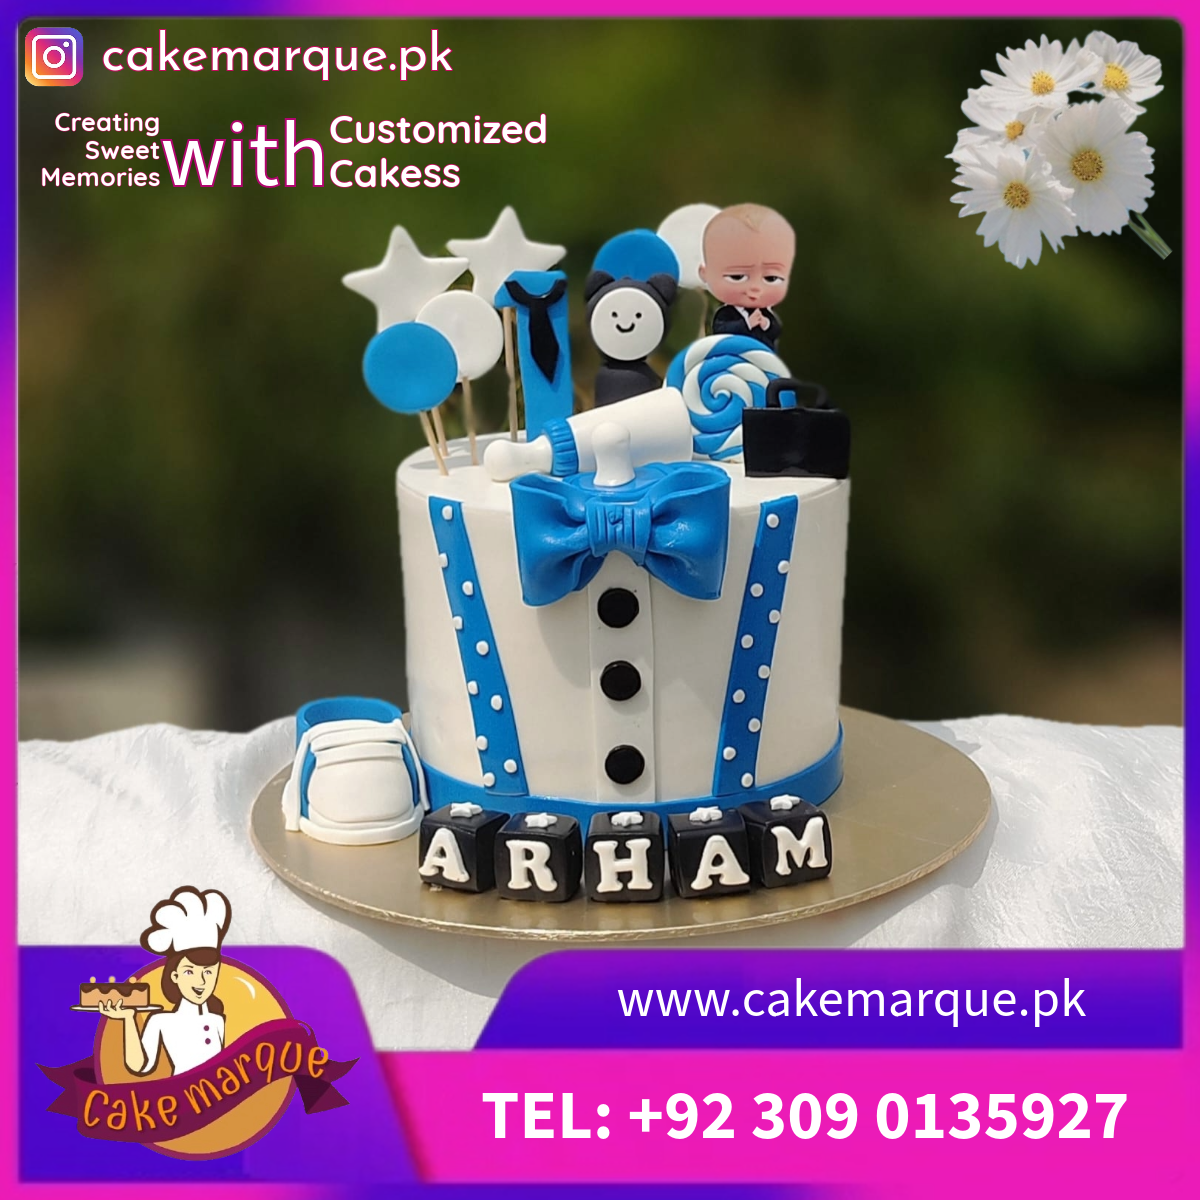 cakemarque.pk
Creating
Sweet
Memories
with
Customized
Cakess
ARHAM
Cake marque
www.cakemarque.pk
TEL: +92 309 0135927